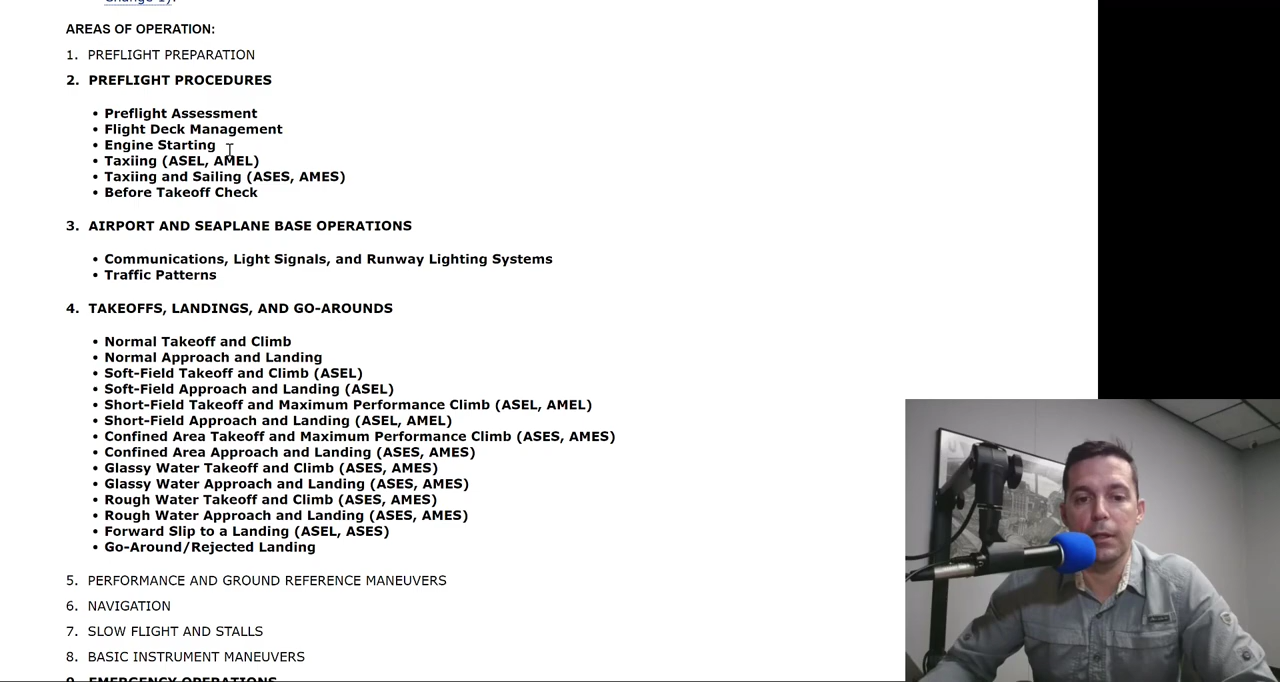 Change 1).
AREAS OF OPERATION:
1. PREFLIGHT PREPARATION
2. PREFLIGHT PROCEDURES
• Preflight Assessment
• Flight Deck Management
• Engine Starting
• Taxiing (ASEL, AMEL)
• Taxiing and Sailing (ASES, AMES)
• Before Takeoff Check
3. AIRPORT AND SEAPLANE BASE OPERATIONS
• Communications, Light Signals, and Runway Lighting Systems
• Traffic Patterns
4. TAKEOFFS, LANDINGS, AND GO-AROUNDS
• Normal Takeoff and Climb
• Normal Approach and Landing
• Soft-Field Takeoff and Climb (ASEL)
• Soft-Field Approach and Landing (ASEL)
• Short-Field Takeoff and Maximum Performance Climb (ASEL, AMEL)
• Short-Field Approach and Landing (ASEL, AMEL)
• Confined Area Takeoff and Maximum Performance Climb (ASES, AMES)
• Confined Area Approach and Landing (ASES, AMES)
• Glassy Water Takeoff and Climb (ASES, AMES)
• Glassy Water Approach and Landing (ASES, AMES)
• Rough Water Takeoff and Climb (ASES, AMES)
• Rough Water Approach and Landing (ASES, AMES)
• Forward Slip to a Landing (ASEL, ASES)
• Go-Around/Rejected Landing
5. PERFORMANCE AND GROUND REFERENCE MANEUVERS
6. NAVIGATION
7. SLOW FLIGHT AND STALLS
8. BASIC INSTRUMENT MANEUVERS
9. EMERGENCY OPERATIONS